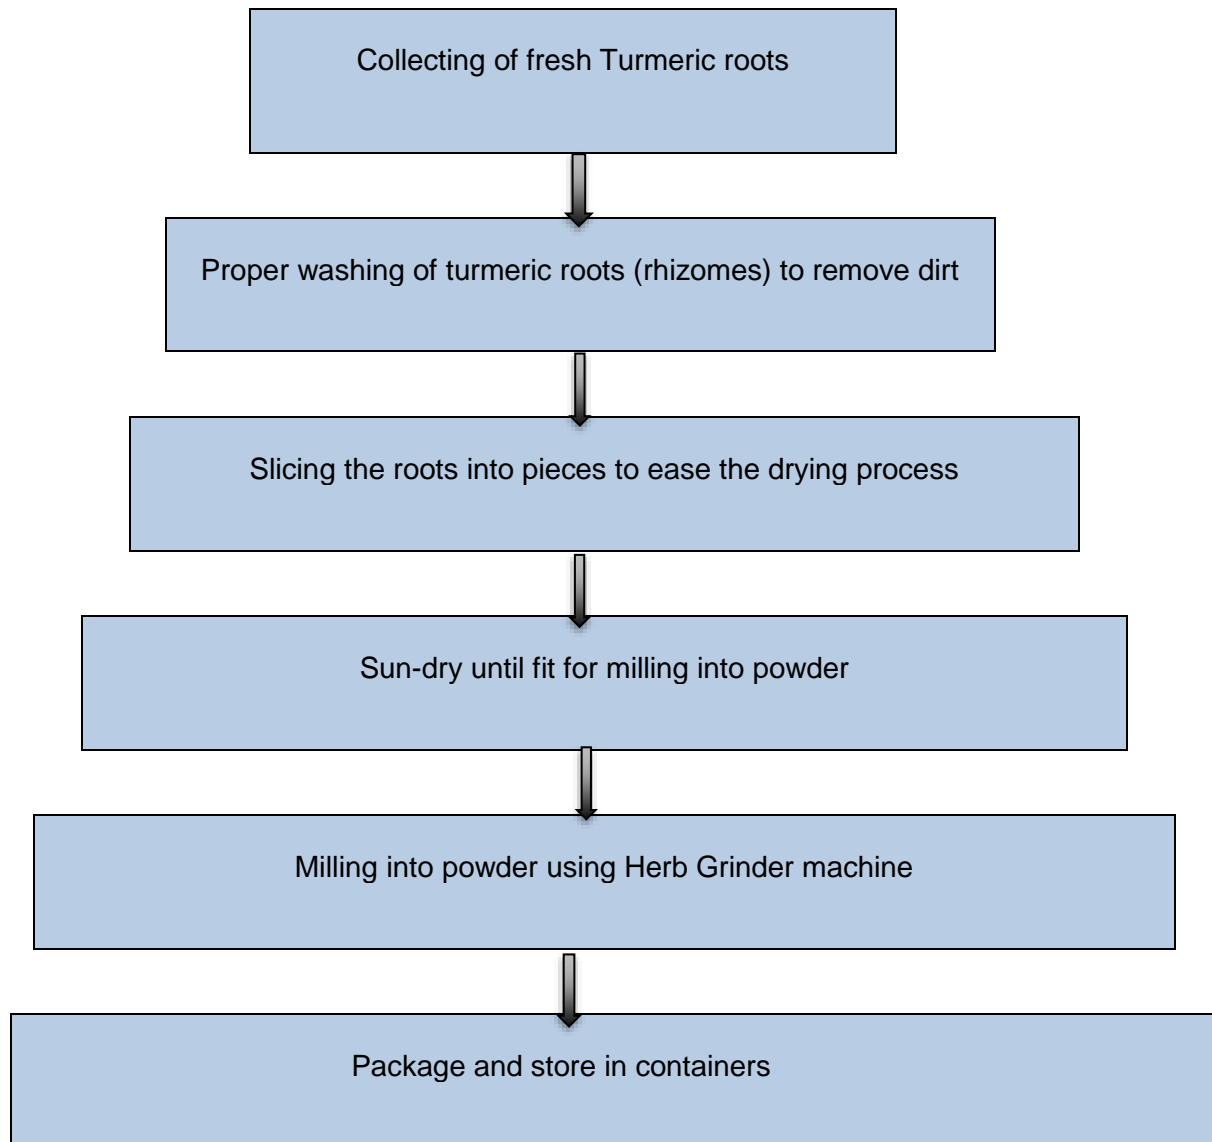 Collecting of fresh Turmeric roots
Proper washing of turmeric roots (rhizomes) to remove dirt
Slicing the roots into pieces to ease the drying process
Sun-dry until fit for milling into powder
Milling into powder using Herb Grinder machine
Package and store in containers